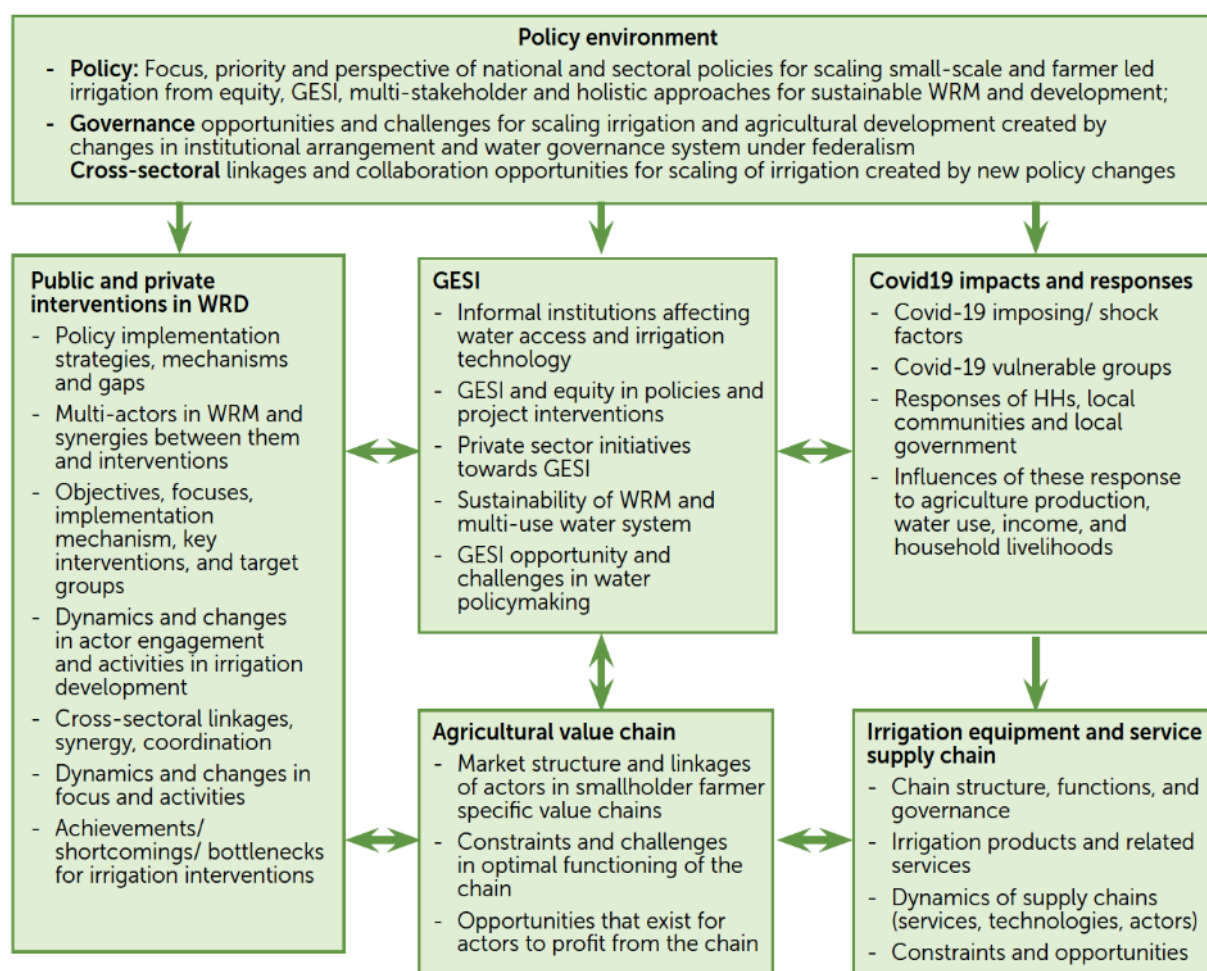 Policy environment
- Policy: Focus, priority and perspective of national and sectoral policies for scaling small-scale and farmer led
irrigation from equity, GESI, multi-stakeholder and holistic approaches for sustainable WRM and development;
- Governance opportunities and challenges for scaling irrigation and agricultural development created by
changes in institutional arrangement and water governance system under federalism
Cross-sectoral linkages and collaboration opportunities for scaling of irrigation created by new policy changes
Public and private
interventions in WRD
- Policy implementation
strategies, mechanisms
and gaps
- Multi-actors in WRM and
synergies between them
and interventions
- Objectives, focuses,
implementation
mechanism, key
interventions, and target
groups
- Dynamics and changes
in actor engagement
and activities in irrigation
development
- Cross-sectoral linkages,
synergy, coordination
- Dynamics and changes in
focus and activities
- Achievements/
shortcomings/ bottlenecks
for irrigation interventions
GESI
- Informal institutions affecting
water access and irrigation
technology
- GESI and equity in policies and
project interventions
- Private sector initiatives
towards GESI
- Sustainability of WRM and
multi-use water system
- GESI opportunity and
challenges in water
policymaking
Covid19 impacts and responses
- Covid-19 imposing/ shock
factors
- Covid-19 vulnerable groups
- Responses of HHs, local
communities and local
government
- Influences of these response
to agriculture production,
water use, income, and
household livelihoods
Agricultural value chain
- Market structure and linkages
of actors in smallholder farmer
specific value chains
- Constraints and challenges
in optimal functioning of the
chain
- Opportunities that exist for
actors to profit from the chain
Irrigation equipment and service
supply chain
- Chain structure, functions, and
governance
- Irrigation products and related
services
- Dynamics of supply chains
(services, technologies, actors)
- Constraints and opportunities